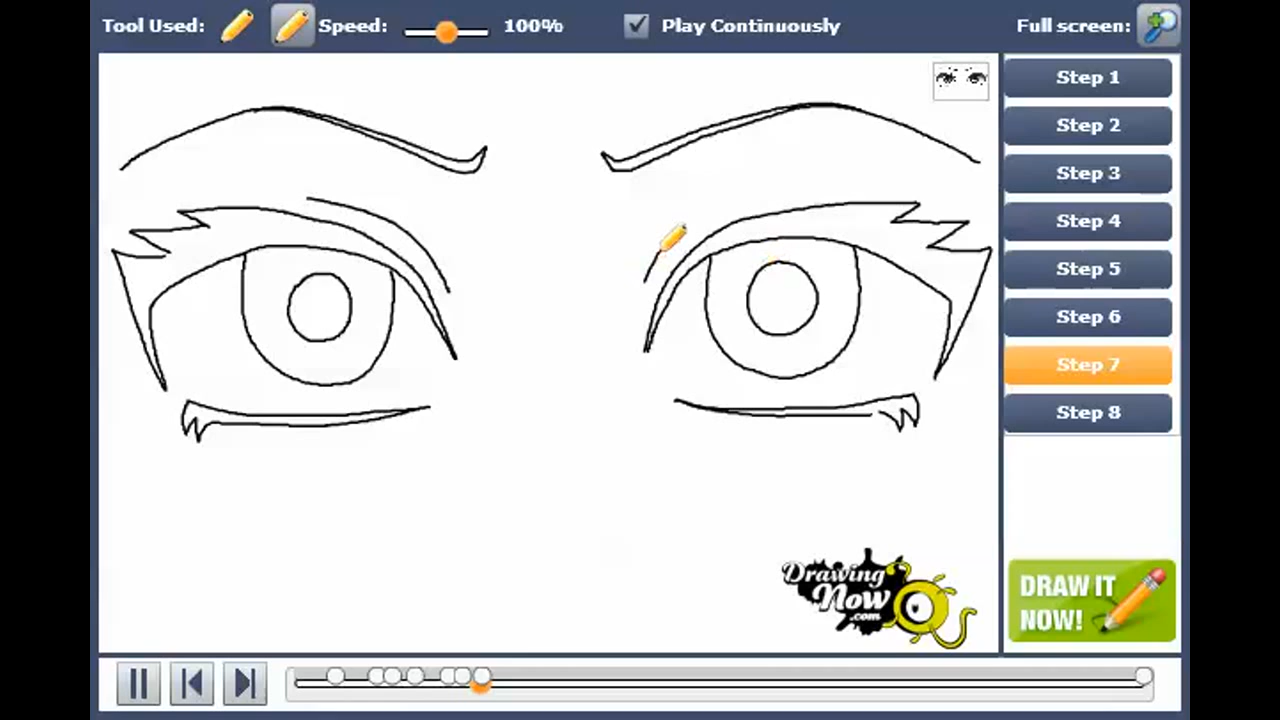 Tool Used:
Speed:
100%
Play Continuously
Full screen:
Step 1
Step 2
Step 3
Step 4
Step 5
Step 6
Step 7
Step 8
Drawing
Now
.com
DRAW IT
NOW!